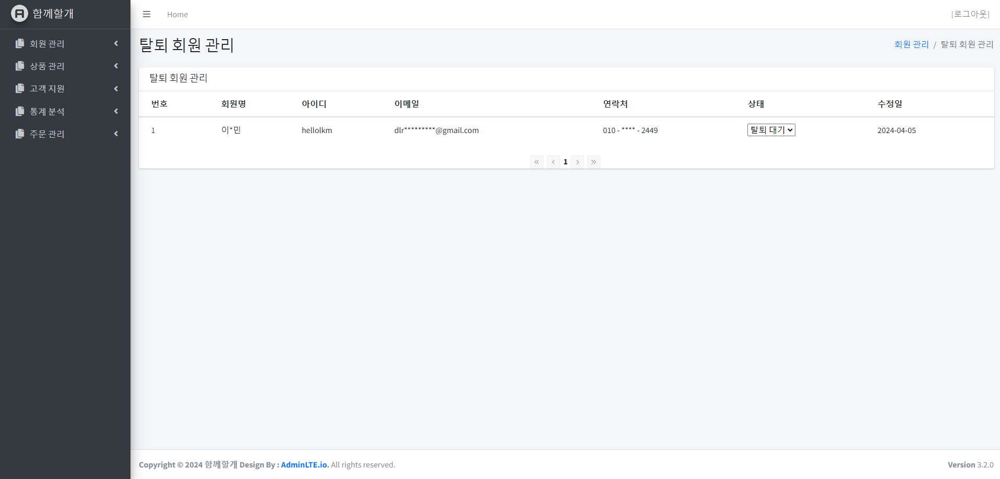 함께할개
회원 관리
상품 관리
고객 지원
통계 분석
주문 관리
Home
[로그아웃]
탈퇴 회원 관리
회원 관리 / 탈퇴 회원 관리
탈퇴 회원 관리
번호 회원명 아이디 이메일 연락처 상태 수정일
1 이*민 hellolkm dlr*********@gmail.com 010 - **** - 2449 탈퇴 대기 2024-04-05
« ‹ 1 › »
Copyright © 2024 함께할개 Design By : AdminLTE.io. All rights reserved.
Version 3.2.0